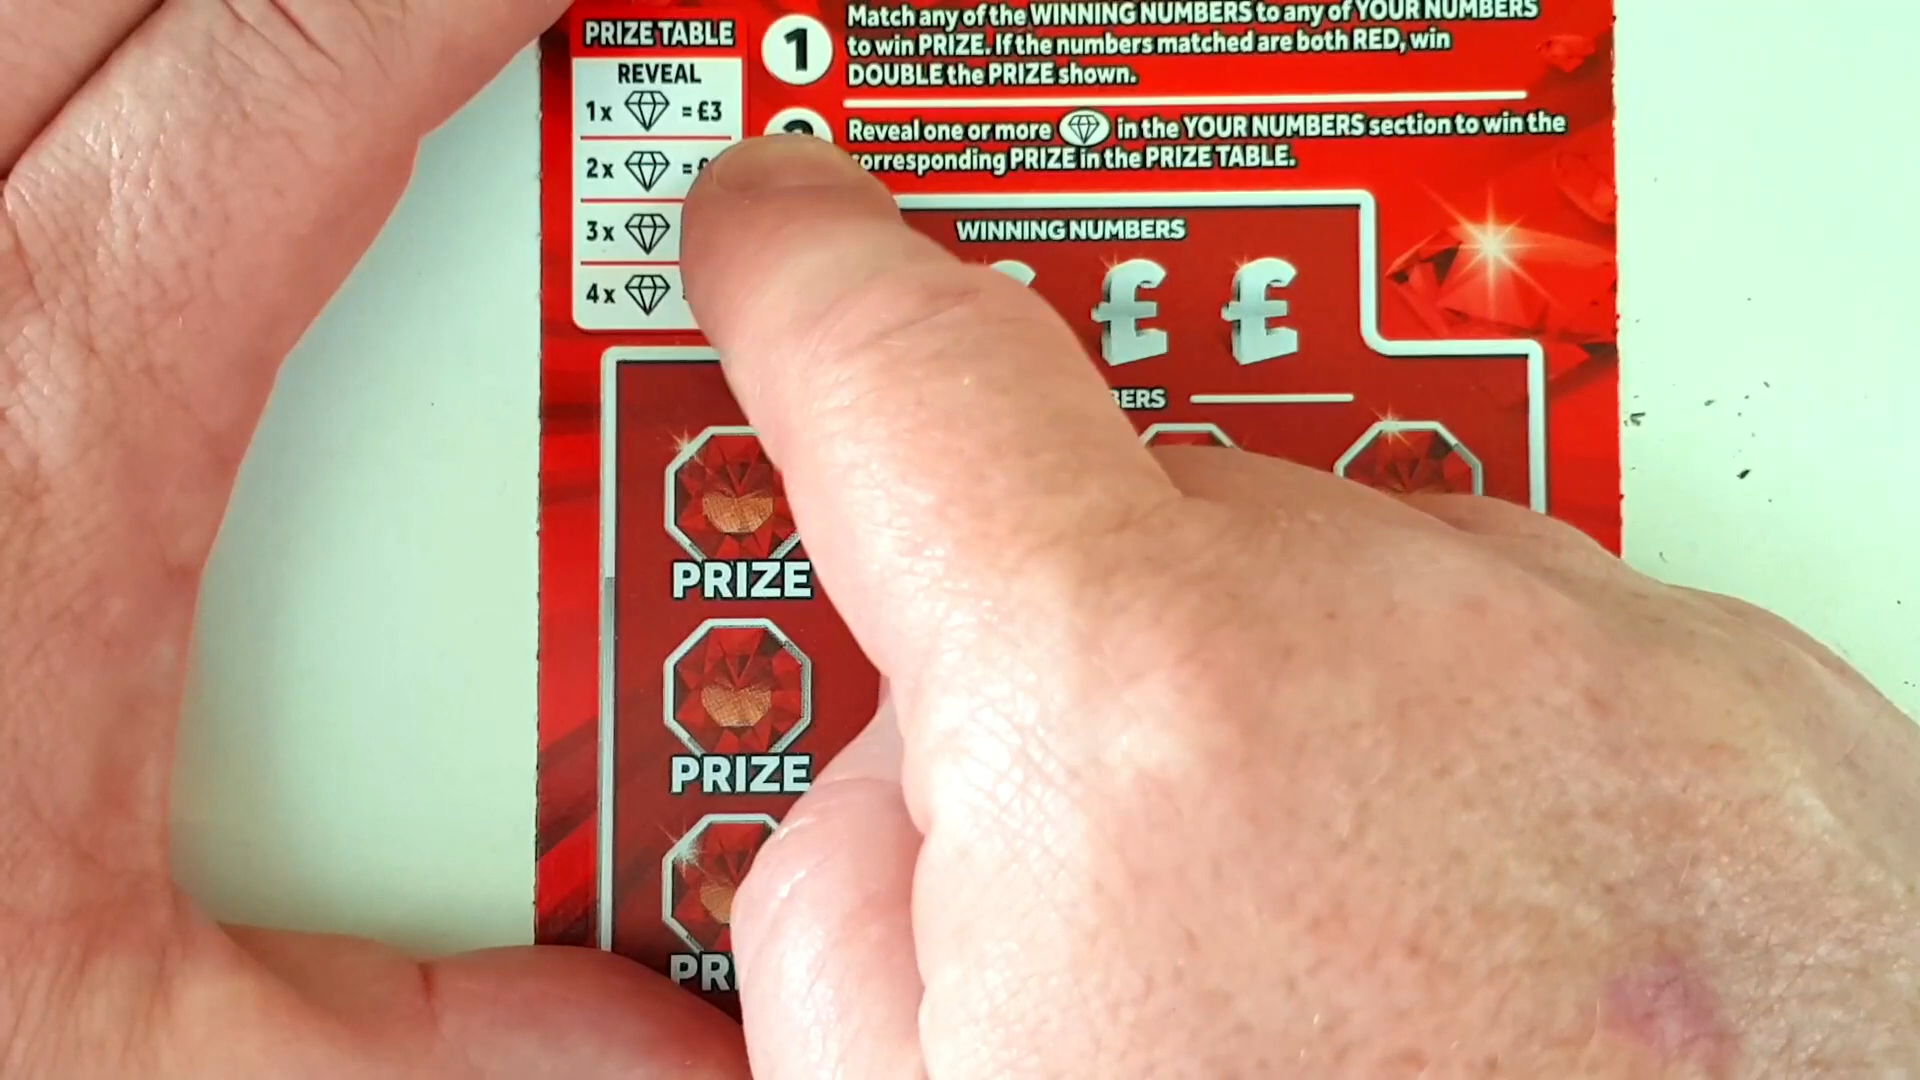 PRIZE TABLE
REVEAL
1x = £3
2x = £
3x
4x
1
Match any of the WINNING NUMBERS to any of YOUR NUMBERS
to win PRIZE. If the numbers matched are both RED, win
DOUBLE the PRIZE shown.
Reveal one or more in the YOUR NUMBERS section to win the
corresponding PRIZE in the PRIZE TABLE.
WINNING NUMBERS
£ £
PRIZE
PRIZE